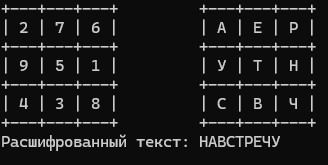 +---+---+---+ +---+---+---+
| 2 | 7 | 6 | | А | Е | Р |
+---+---+---+ +---+---+---+
| 9 | 5 | 1 | | У | Т | Н |
+---+---+---+ +---+---+---+
| 4 | 3 | 8 | | С | В | Ч |
+---+---+---+ +---+---+---+
Расшифрованный текст: НАВСТРЕЧУ